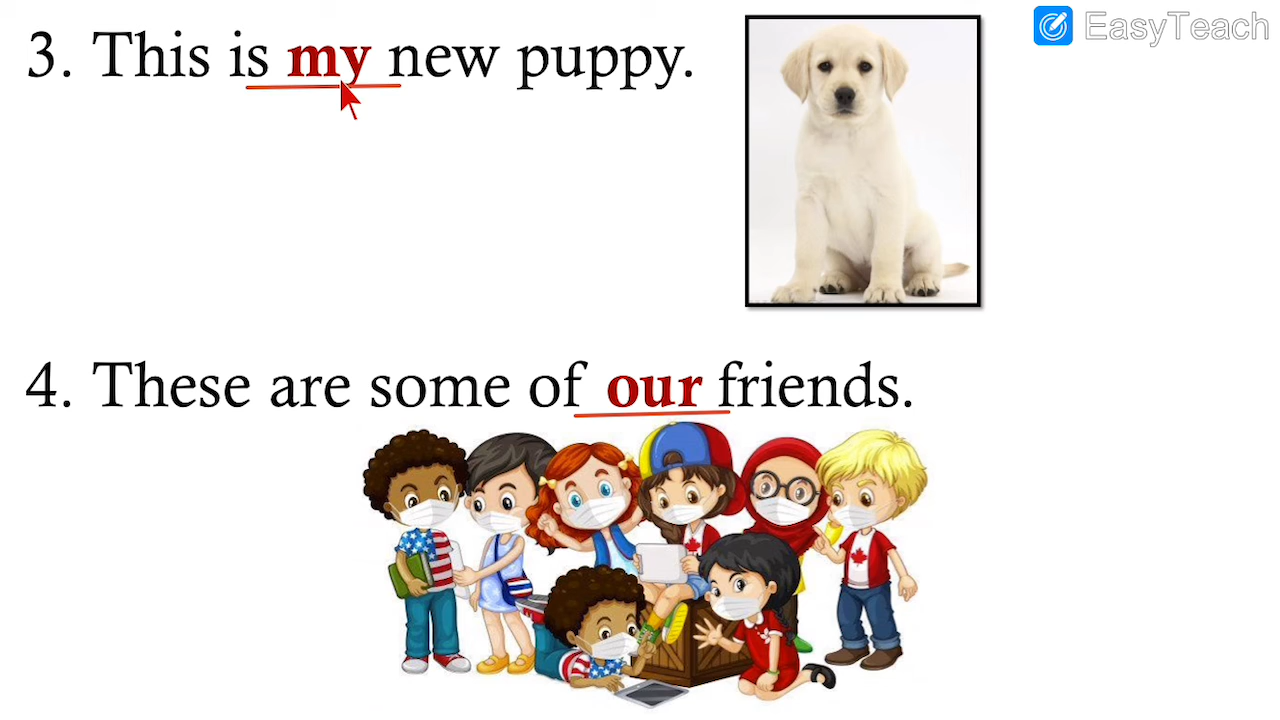 3. This is my new puppy.
EasyTeach
4. These are some of our friends.